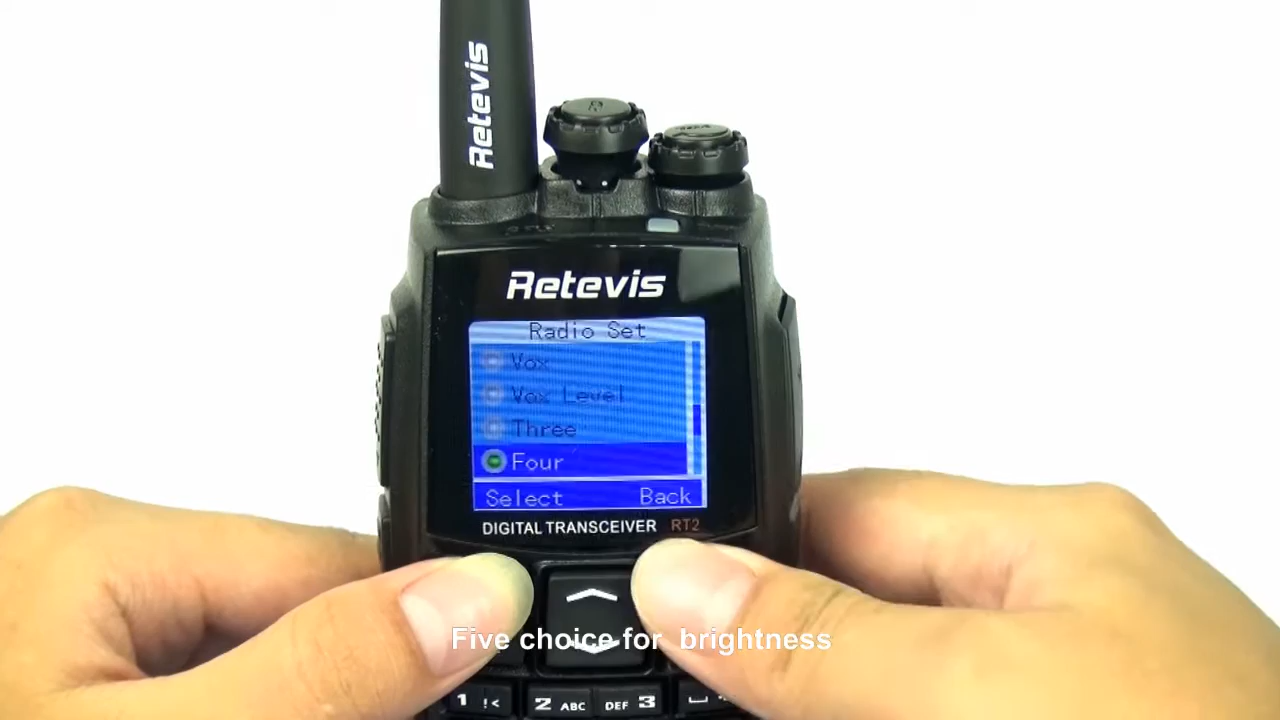 Retevis
Retevis
Radio Set
Vox
Vox Level
Three
Four
Select Back
DIGITAL TRANSCEIVER RT2
Five choice for brightness
1 !<
2 ABC
DEF 3